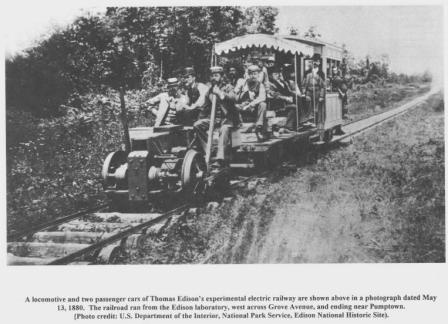 A locomotive and two passenger cars of Thomas Edison's experimental electric railway are shown above in a photograph dated May
13, 1880. The railroad ran from the Edison laboratory, west across Grove Avenue, and ending near Pumptown.
[Photo credit: U.S. Department of the Interior, National Park Service, Edison National Historic Site).